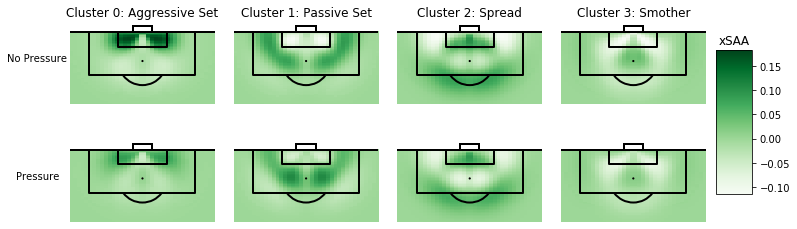 Cluster 0: Aggressive Set
Cluster 1: Passive Set
Cluster 2: Spread
Cluster 3: Smother
No Pressure
Pressure
xSAA
0.15
0.10
0.05
0.00
−0.05
−0.10